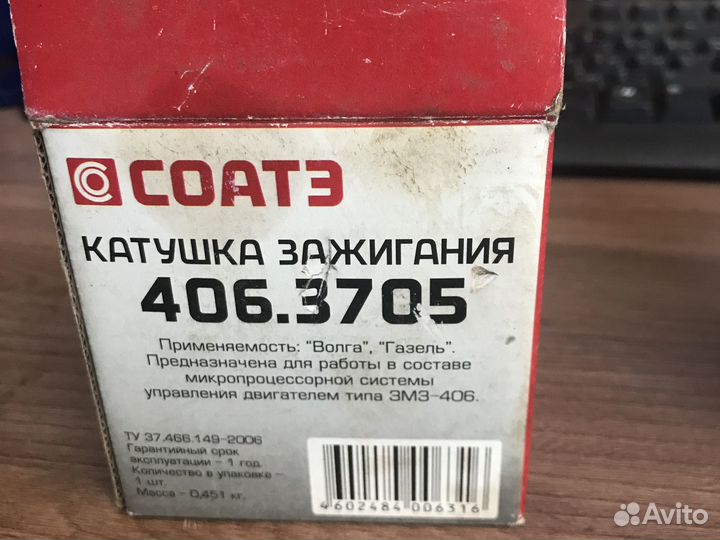 СОАТЭ
КАТУШКА ЗАЖИГАНИЯ
406.3705
Применяемость: "Волга", "Газель".
Предназначена для работы в составе
микропроцессорной системы
управления двигателем типа ЗМЗ-406.
ТУ 37.466.149-2006
Гарантийный срок
эксплуатации - 1 год.
Количество в упаковке -
1 шт.
Масса - 0,451 кг.
4602484 006316
Avito